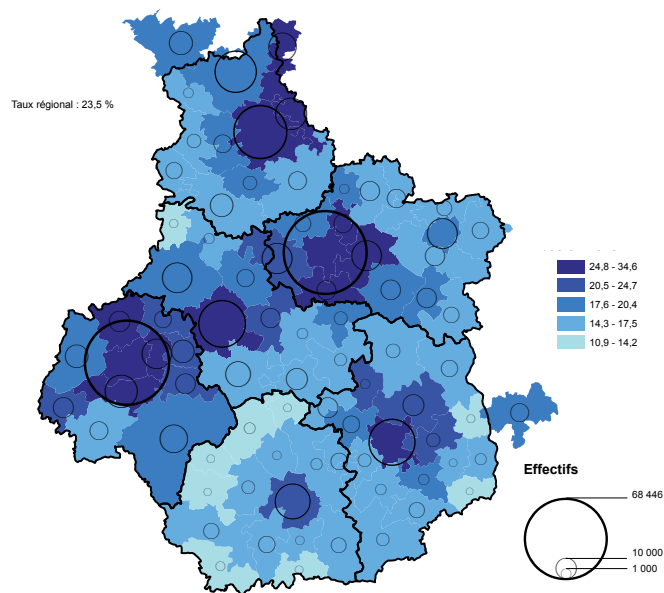 Taux régional : 23,5 %
24,8 - 34,6
20,5 - 24,7
17,6 - 20,4
14,3 - 17,5
10,9 - 14,2
Effectifs
68 446
10 000
1 000